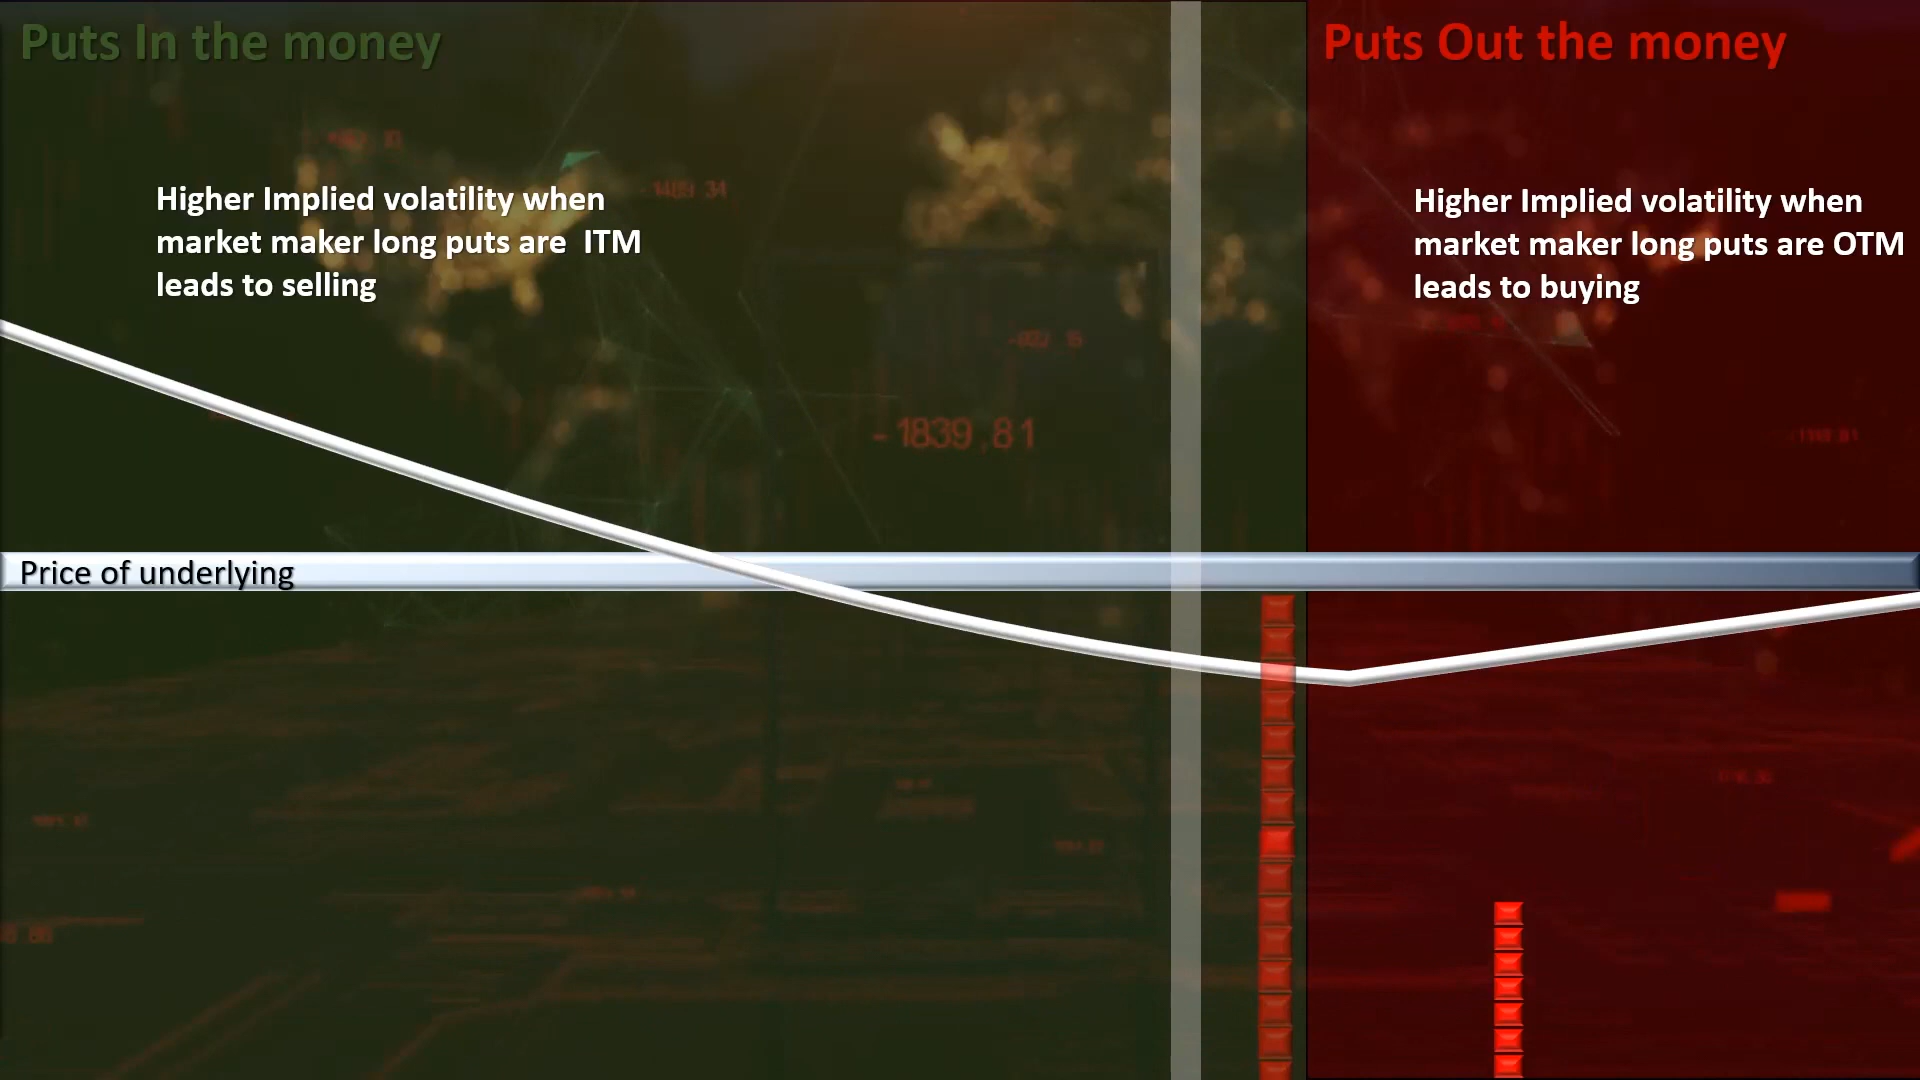 Puts In the money
Puts Out the money
Higher Implied volatility when
market maker long puts are  ITM
leads to selling
Higher Implied volatility when
market maker long puts are OTM
leads to buying
-1839,81
Price of underlying